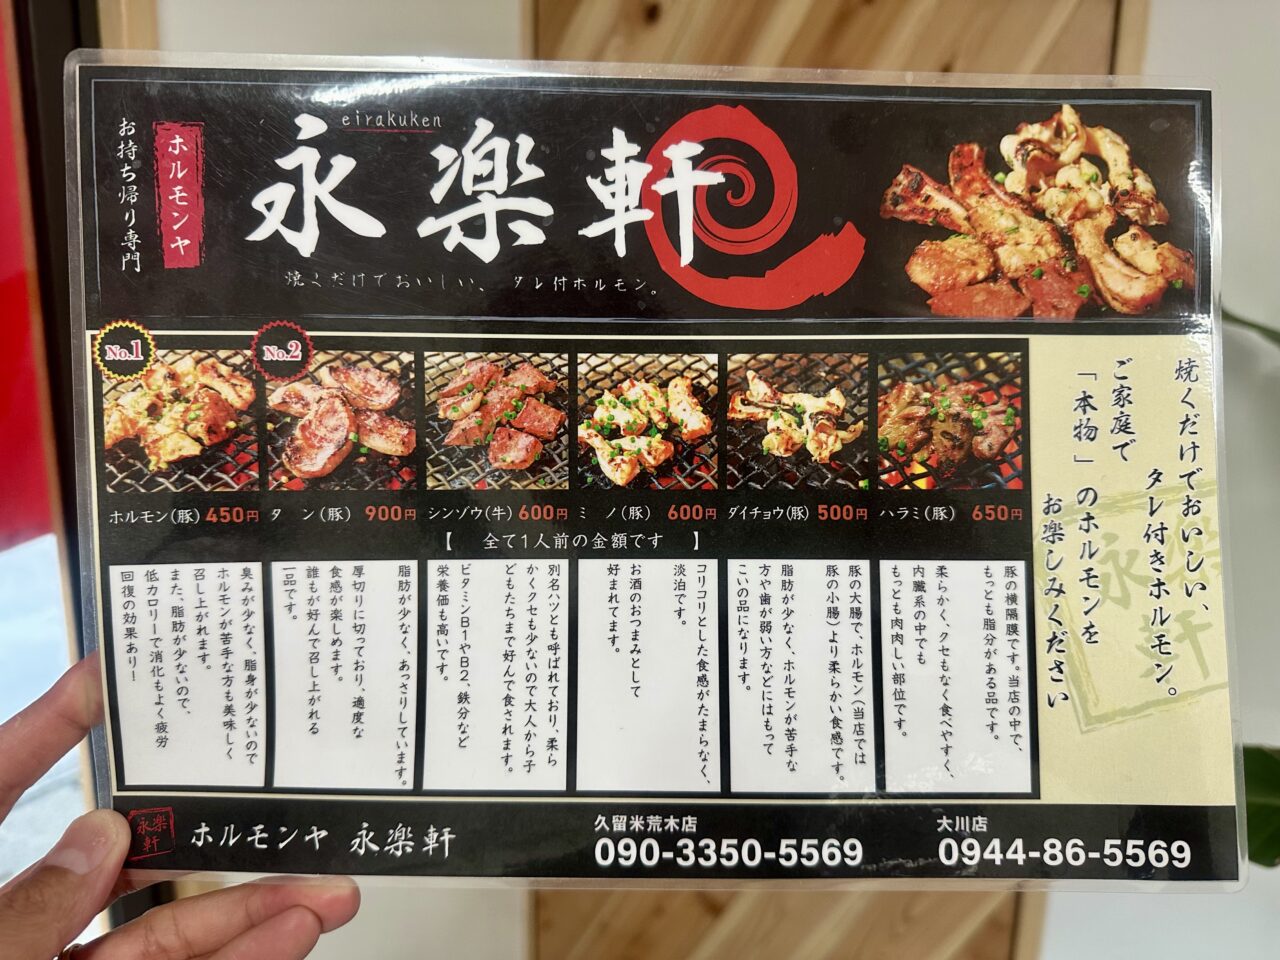 お持ち帰り専門
ホルモンヤ
eirakuken
永楽軒
焼くだけでおいしい、タレ付ホルモン。
No.1
No.2
ホルモン(豚) 450円
タン(豚) 900円
シンゾウ(牛) 600円
ミノ(豚) 600円
ダイチョウ(豚) 500円
ハラミ(豚) 650円
【 全て1人前の金額です 】
臭みが少なく、脂身が少ないので
ホルモンが苦手な方も美味しく
召し上がれます。
また、脂肪が少ないので、
低カロリーで消化もよく疲労
回復の効果あり!
脂肪が少なく、あっさりしています。
厚切りに切っており、適度な
食感が楽しめます。
誰もが好んで召し上がれる
一品です。
別名ハツとも呼ばれており、柔ら
かくクセも少ないので大人から子
どもたちまで好んで食されます。
ビタミンB1やB2、鉄分など
栄養価も高いです。
コリコリとした食感がたまらなく、
淡泊です。
お酒のおつまみとして
好まれてます。
豚の大腸で、ホルモン(当店では
豚の小腸)より柔らかい食感です。
脂肪が少なく、ホルモンが苦手な
方や歯が弱い方などにはもって
こいの品になります。
豚の横隔膜です。当店の中で、
もっとも脂分がある品です。
柔らかく、クセもなく食べやすく、
内臓系の中でも
もっとも肉肉しい部位です。
焼くだけでおいしい、
タレ付きホルモン。
ご家庭で
「本物」のホルモンを
お楽しみください
永楽軒
永楽軒
ホルモンヤ 永楽軒
久留米荒木店
090-3350-5569
大川店
0944-86-5569